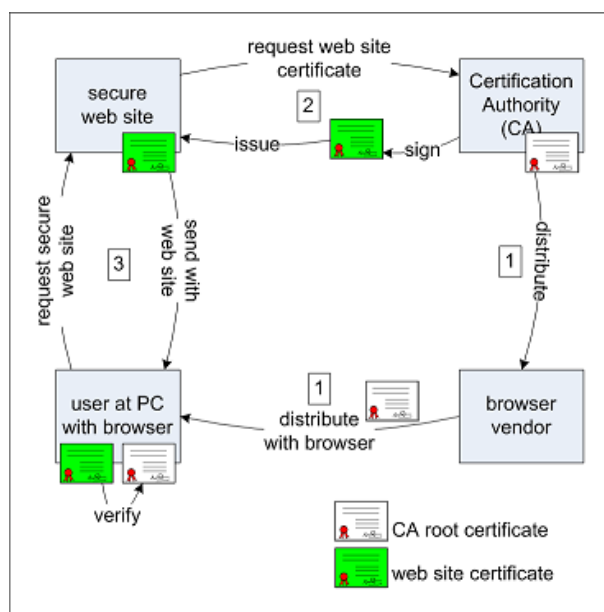 request web site
certificate
secure
web site
Certification
Authority
(CA)
2
issue
sign
request secure
web site
3
send with
web site
1
distribute
user at PC
with browser
1
distribute
with browser
browser
vendor
verify
CA root certificate
web site certificate